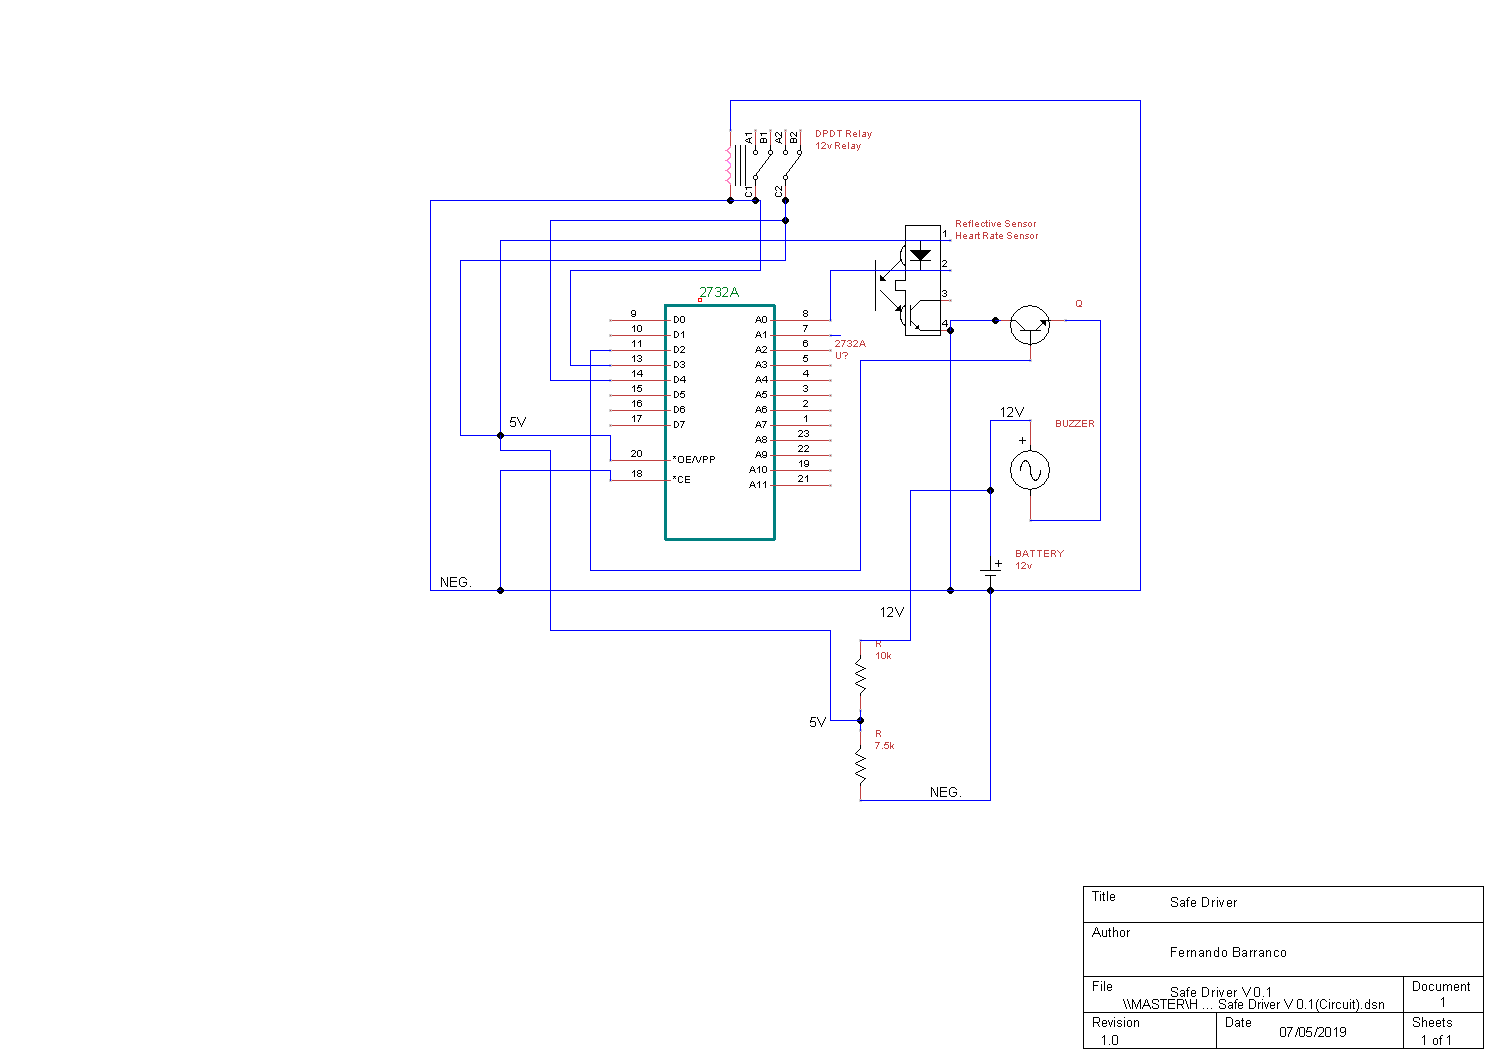 A1 B1 A2 B2
DPDT Relay
12v Relay
C1 C2
Reflective Sensor
Heart Rate Sensor
1
2
3
4
2732A
Q
9 D0 A0 8
10 D1 A1 7
11 D2 A2 6
2732A
U?
13 D3 A3 5
14 D4 A4 4
15 D5 A5 3
16 D6 A6 2
17 D7 A7 1
A8 23
20 *OE/VPP A9 22
18 *CE A10 19
A11 21
5V
12V
BUZZER
+
BATTERY
12v
+
NEG.
12V
R
10k
5V
R
7.5k
NEG.
Title Safe Driver
Author
Fernando Barranco
File Safe Driver V 0.1
\\MASTER\H ... Safe Driver V 0.1(Circuit).dsn
Document
1
Revision
1.0
Date 07/05/2019
Sheets
1 of 1